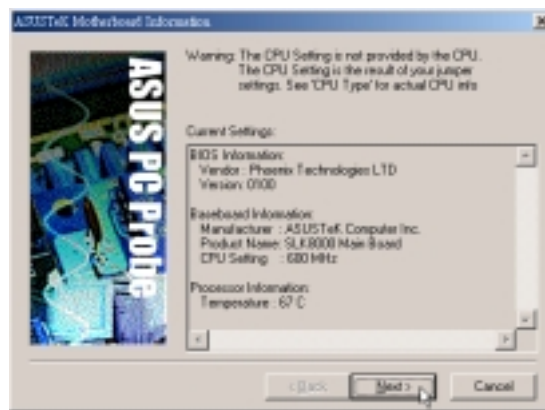 ASUSTeK Motherboard Information
ASUS PC Probe
Warning: The CPU Setting is not provided by the CPU.
The CPU Setting is the result of your jumper
settings. See 'CPU Type' for actual CPU info
Current Settings:
BIOS Information:
Vendor : Phoenix Technologies LTD
Version: 0100
Baseboard Information:
Manufacturer : ASUSTeK Computer Inc.
Product Name: SLK8000 Main Board
CPU Setting : 600 MHz
Processor Information:
Temperature : 67 C
< Back
Next >
Cancel